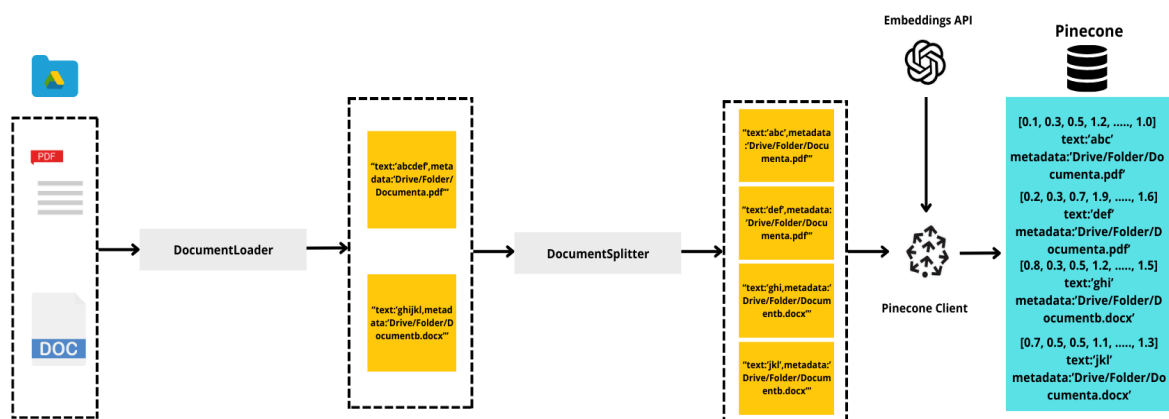 Embeddings API
Pinecone
PDF
DOC
DocumentLoader
“text:’abcdef’,meta
data:’Drive/Folder/
Documenta.pdf’”
“text:’ghijkl,metad
ata:’Drive/Folder/D
ocumentb.docx’”
DocumentSplitter
“text:’abc’,metadata
:’Drive/Folder/Docu
menta.pdf’”
“text:’def’,metadata:
’Drive/Folder/Docu
menta.pdf’”
“text:’ghi,metadata:’
Drive/Folder/Docum
entb.docx’”
“text:’jkl’,metadata:’
Drive/Folder/Docum
entb.docx’”
Pinecone Client
[0.1, 0.3, 0.5, 1.2, ....., 1.0]
text:’abc’
metadata:’Drive/Folder/Do
cumenta.pdf’
[0.2, 0.3, 0.7, 1.9, ....., 1.6]
text:’def’
metadata:’Drive/Folder/D
ocumenta.pdf’
[0.8, 0.3, 0.5, 1.2, ....., 1.5]
text:’ghi’
metadata:’Drive/Folder/D
ocumentb.docx’
[0.7, 0.5, 0.5, 1.1, ....., 1.3]
text:’jkl’
metadata:’Drive/Folder/Do
cumenta.docx’